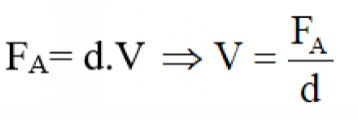 F_A= d.V ⇒ V = F_A/d